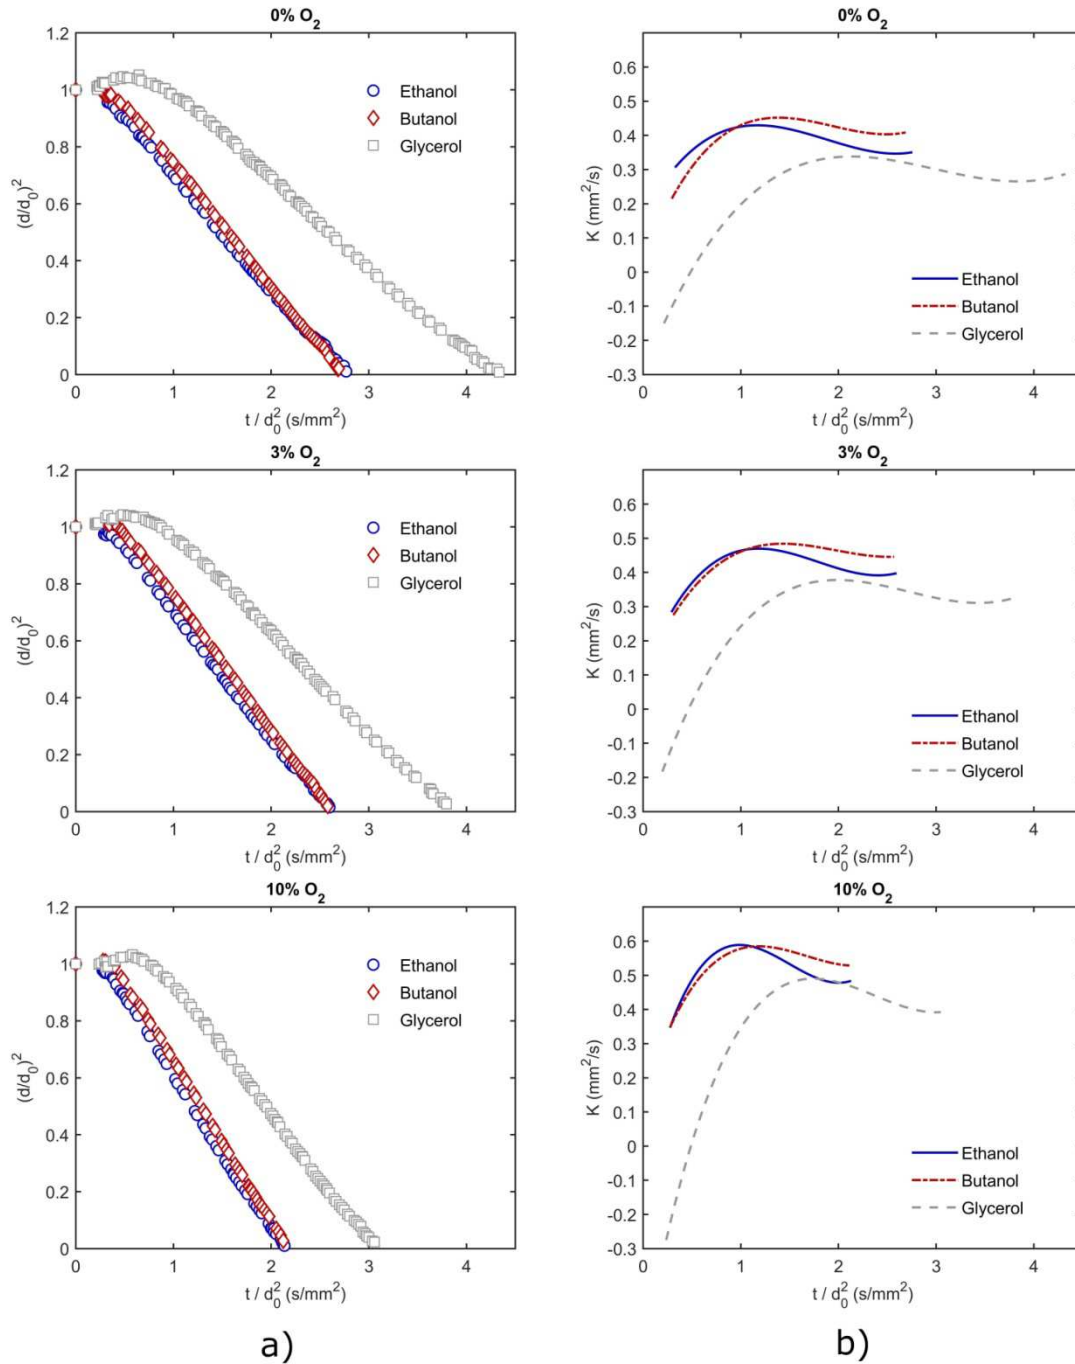 0% O2
1.2
1
0.8
0.6
0.4
0.2
0
(d/d0)2
Ethanol
Butanol
Glycerol
0 1 2 3 4
t / d02 (s/mm2)
0% O2
0.6
0.5
0.4
0.3
0.2
0.1
0
-0.1
-0.2
-0.3
K (mm2/s)
Ethanol
Butanol
Glycerol
0 1 2 3 4
t / d02 (s/mm2)
3% O2
1.2
1
0.8
0.6
0.4
0.2
0
(d/d0)2
Ethanol
Butanol
Glycerol
0 1 2 3 4
t / d02 (s/mm2)
3% O2
0.6
0.5
0.4
0.3
0.2
0.1
0
-0.1
-0.2
-0.3
K (mm2/s)
Ethanol
Butanol
Glycerol
0 1 2 3 4
t / d02 (s/mm2)
10% O2
1.2
1
0.8
0.6
0.4
0.2
0
(d/d0)2
Ethanol
Butanol
Glycerol
0 1 2 3 4
t / d02 (s/mm2)
10% O2
0.6
0.5
0.4
0.3
0.2
0.1
0
-0.1
-0.2
-0.3
K (mm2/s)
Ethanol
Butanol
Glycerol
0 1 2 3 4
t / d02 (s/mm2)
a)
b)